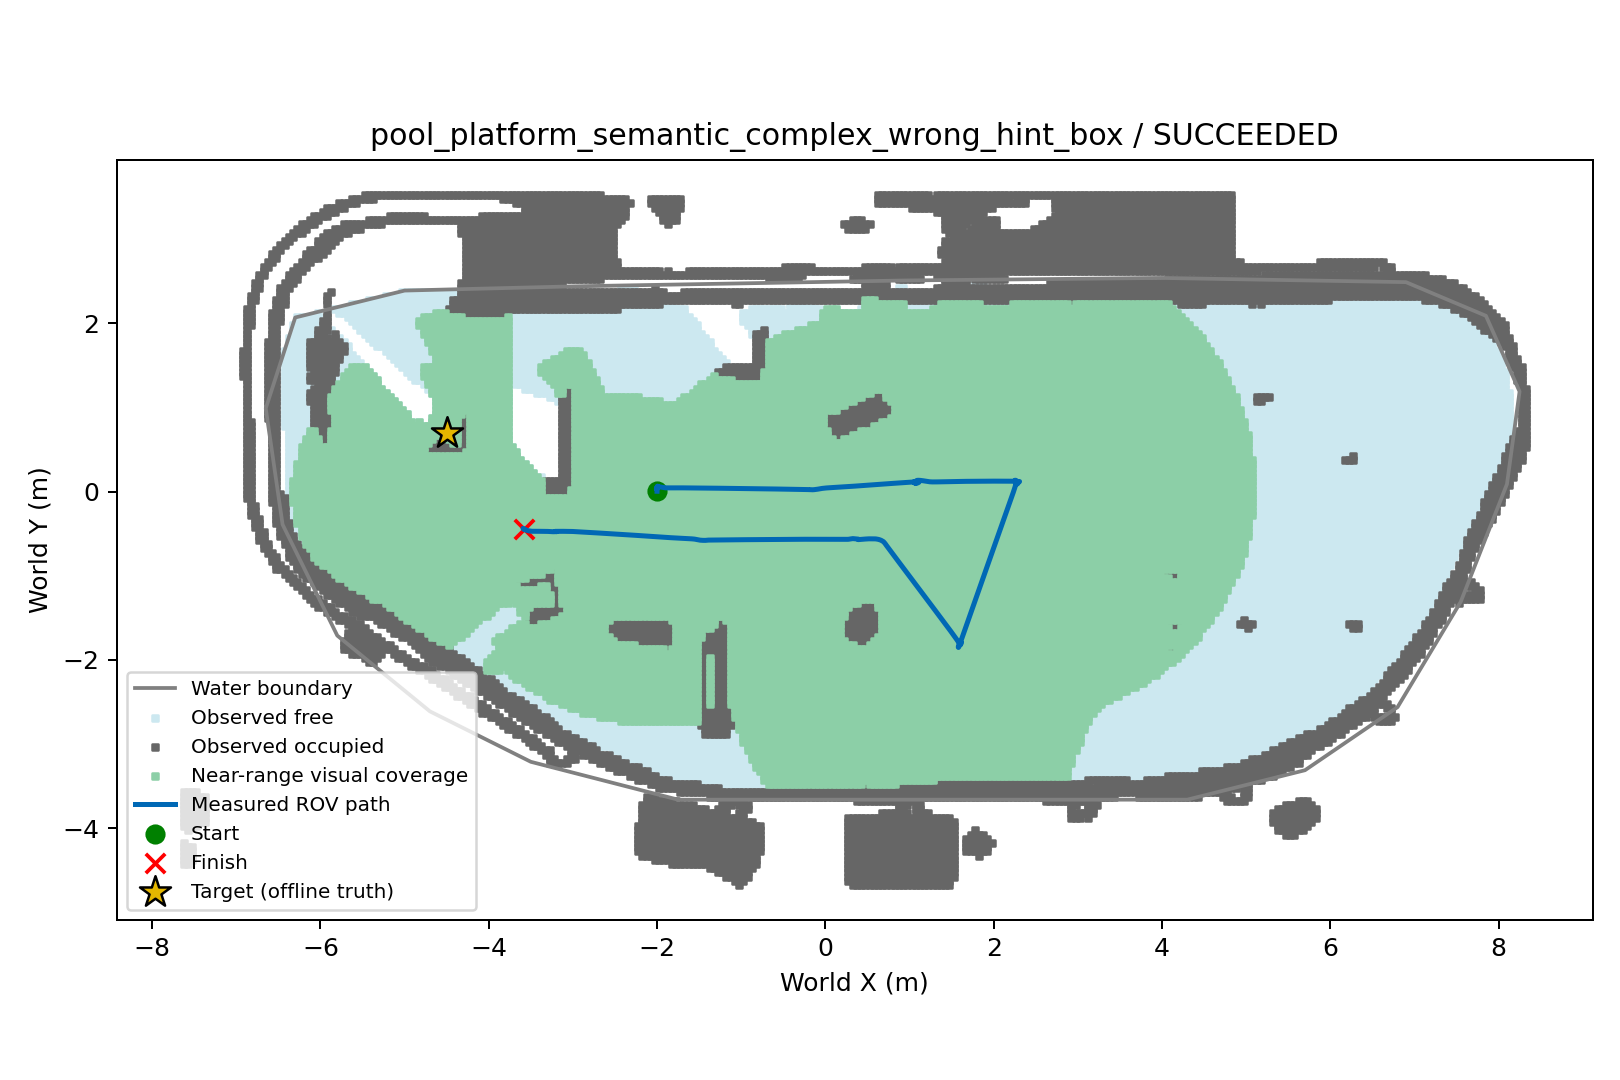 pool_platform_semantic_complex_wrong_hint_box / SUCCEEDED
World Y (m)
2
0
−2
−4
Water boundary
Observed free
Observed occupied
Near-range visual coverage
Measured ROV path
Start
Finish
Target (offline truth)
−8 −6 −4 −2 0 2 4 6 8
World X (m)